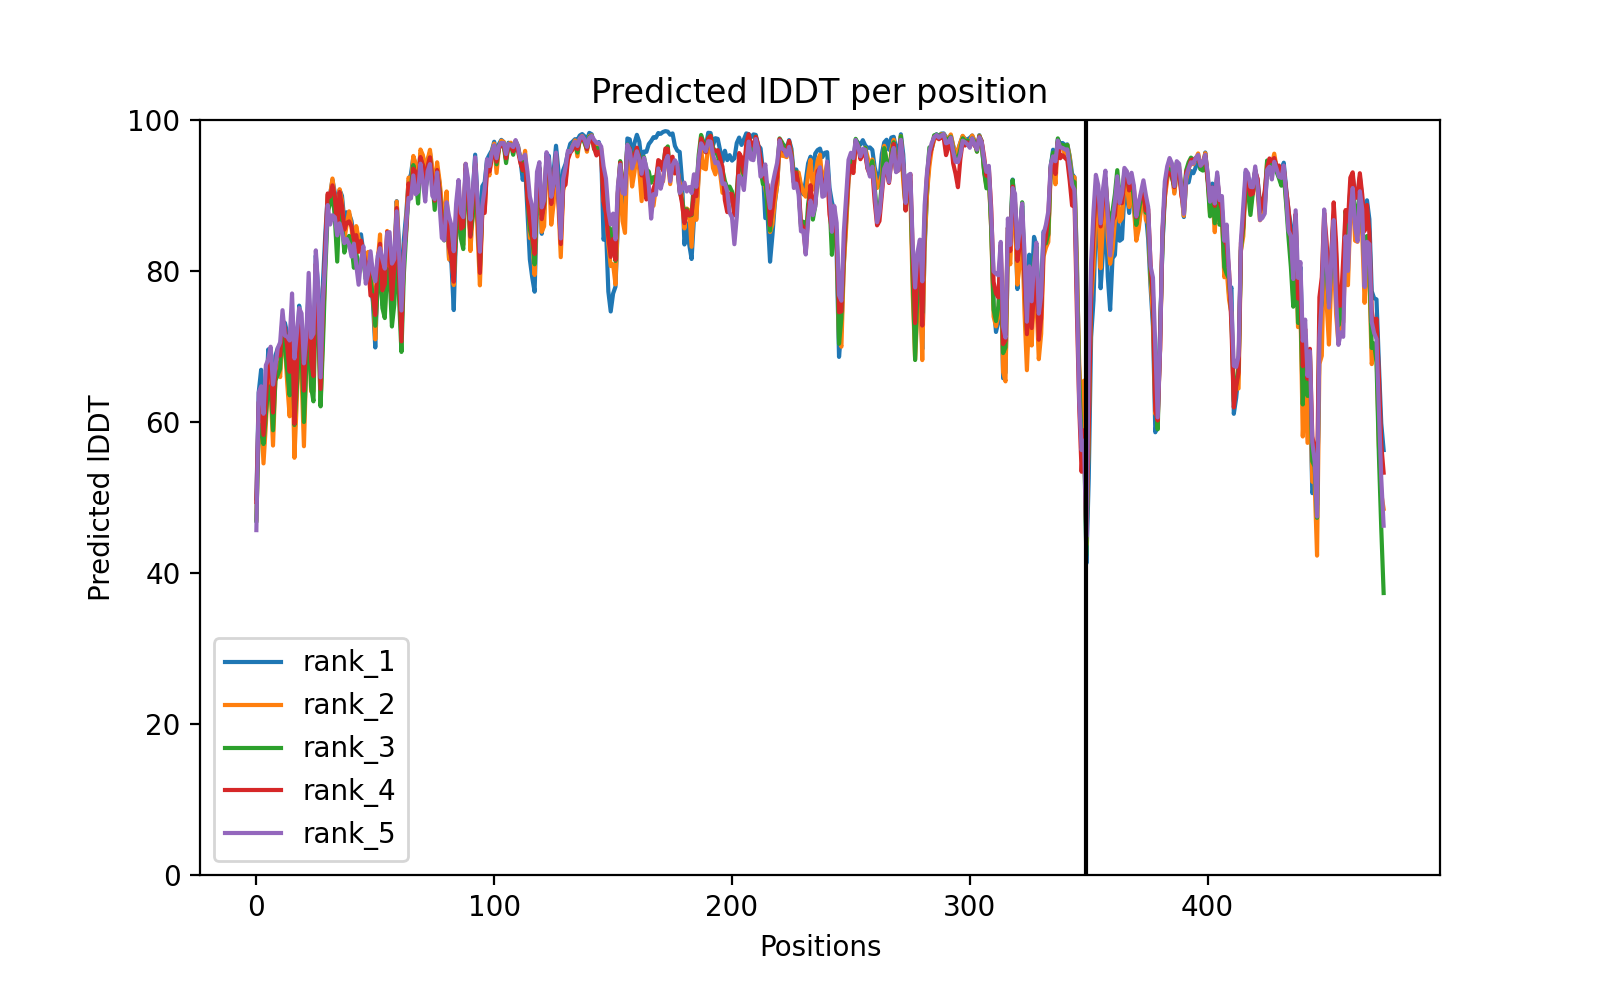 Predicted lDDT per position
100
80
60
40
20
0
Predicted lDDT
rank_1
rank_2
rank_3
rank_4
rank_5
0 100 200 300 400
Positions